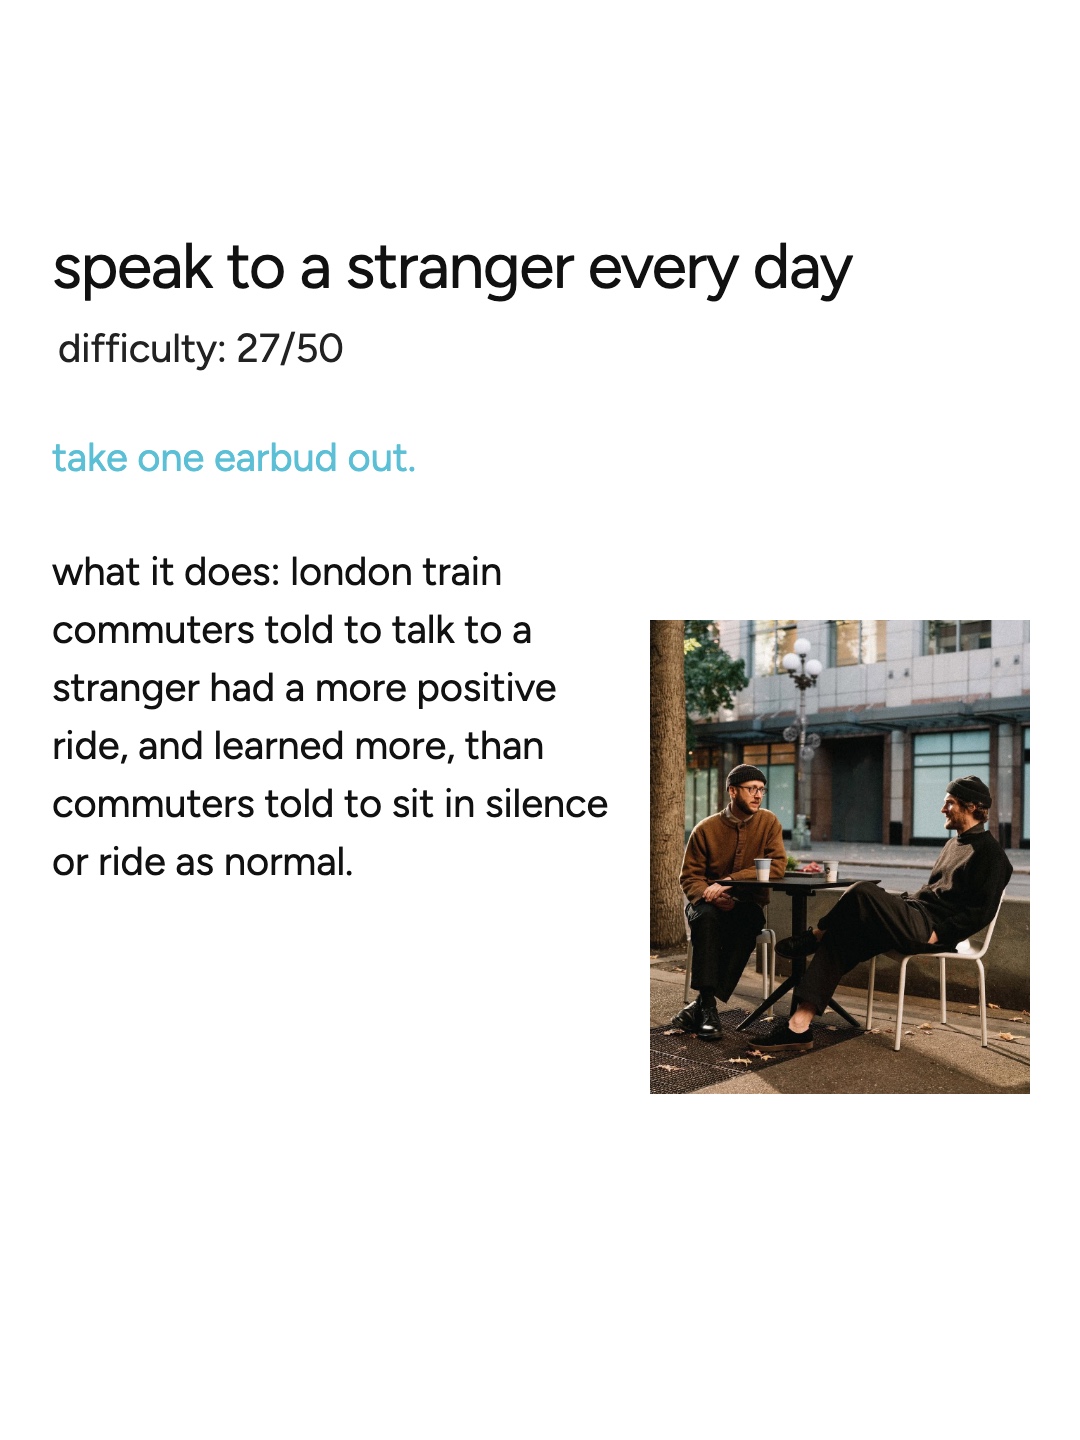 speak to a stranger every day
difficulty: 27/50
take one earbud out.
what it does: london train
commuters told to talk to a
stranger had a more positive
ride, and learned more, than
commuters told to sit in silence
or ride as normal.